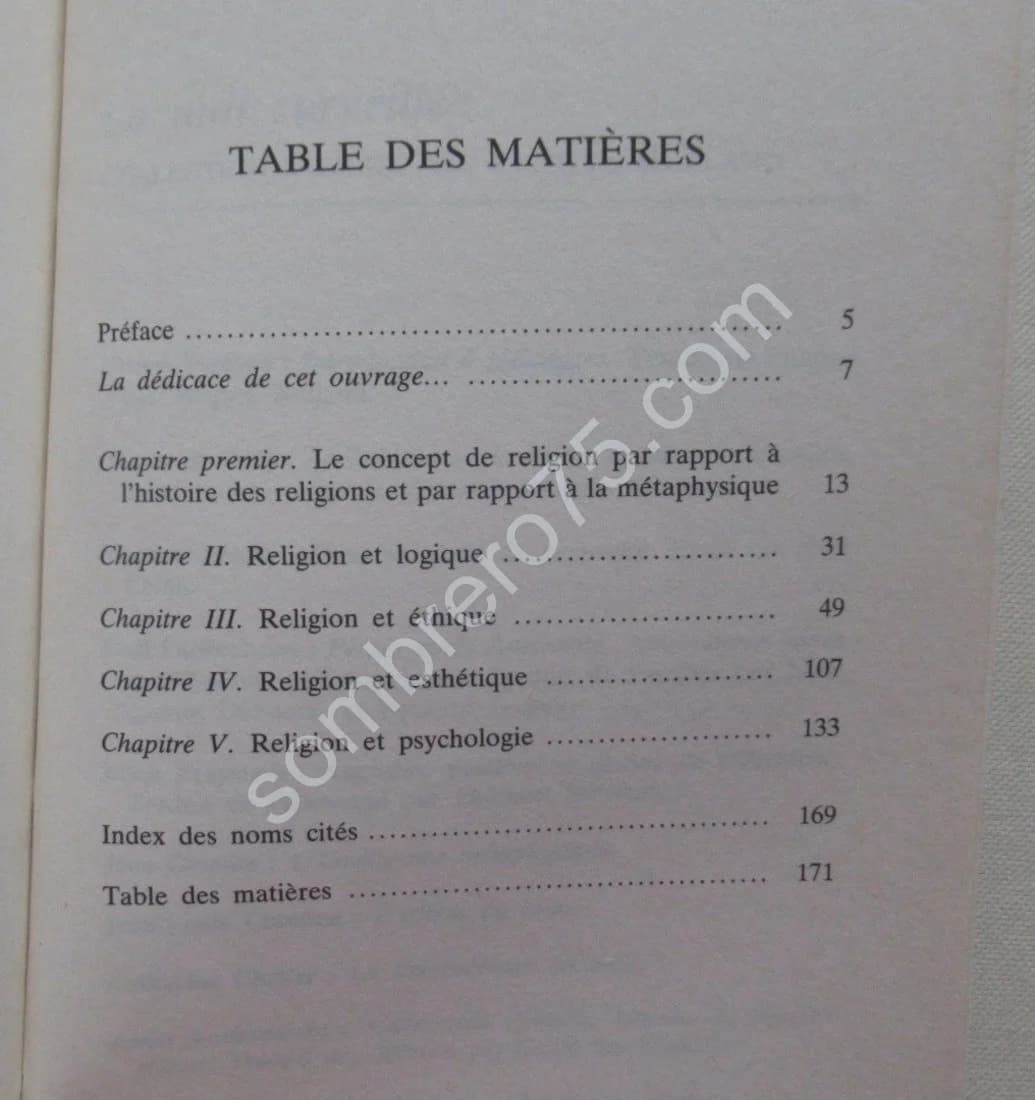 TABLE DES MATIÈRES
Préface ........................................................ 5
La dédicace de cet ouvrage... .............................. 7
Chapitre premier. Le concept de religion par rapport à
l'histoire des religions et par rapport à la métaphysique 13
Chapitre II. Religion et logique .......................... 31
Chapitre III. Religion et éthique ......................... 49
Chapitre IV. Religion et esthétique ...................... 107
Chapitre V. Religion et psychologie ...................... 133
Index des noms cités ...................................... 169
Table des matières ........................................ 171
sombrero75.com